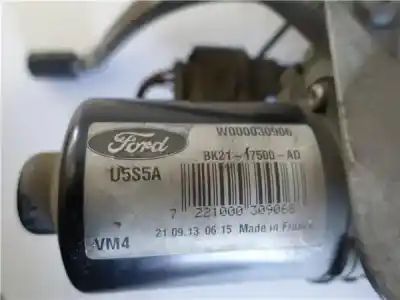 Ford
W000030906
BK21-17500-AD
U5S5A
7 221000 309068
VM4
21.09.13 06 15 Made in France